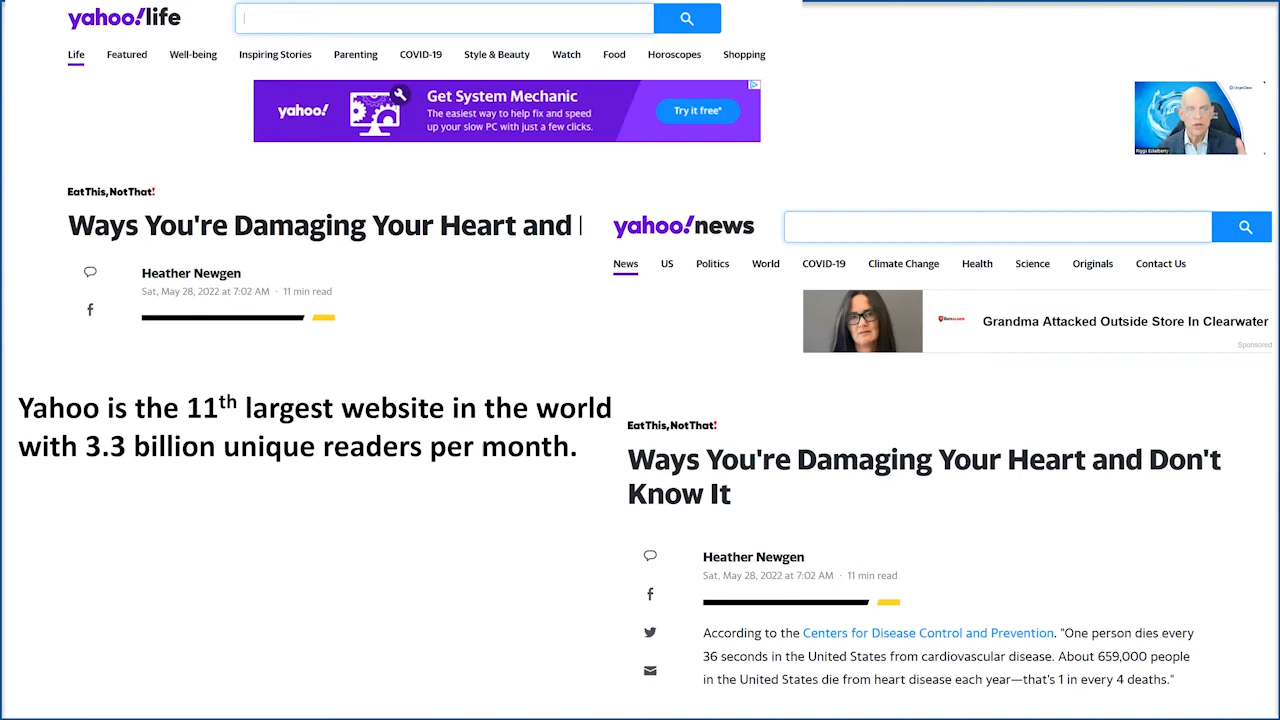 yahoo!life
Life Featured Well-being Inspiring Stories Parenting COVID-19 Style & Beauty Watch Food Horoscopes Shopping
yahoo!
Get System Mechanic
The easiest way to help fix and speed
up your slow PC with just a few clicks.
Try it free*
Riggs Eckelberry
EatThis,NotThat!
Ways You're Damaging Your Heart and
Heather Newgen
Sat, May 28, 2022 at 7:02 AM · 11 min read
yahoo!news
News US Politics World COVID-19 Climate Change Health Science Originals Contact Us
Grandma Attacked Outside Store In Clearwater
Sponsored
Yahoo is the 11th largest website in the world
with 3.3 billion unique readers per month.
EatThis,NotThat!
Ways You're Damaging Your Heart and Don't
Know It
Heather Newgen
Sat, May 28, 2022 at 7:02 AM · 11 min read
According to the Centers for Disease Control and Prevention. "One person dies every
36 seconds in the United States from cardiovascular disease. About 659,000 people
in the United States die from heart disease each year—that's 1 in every 4 deaths."